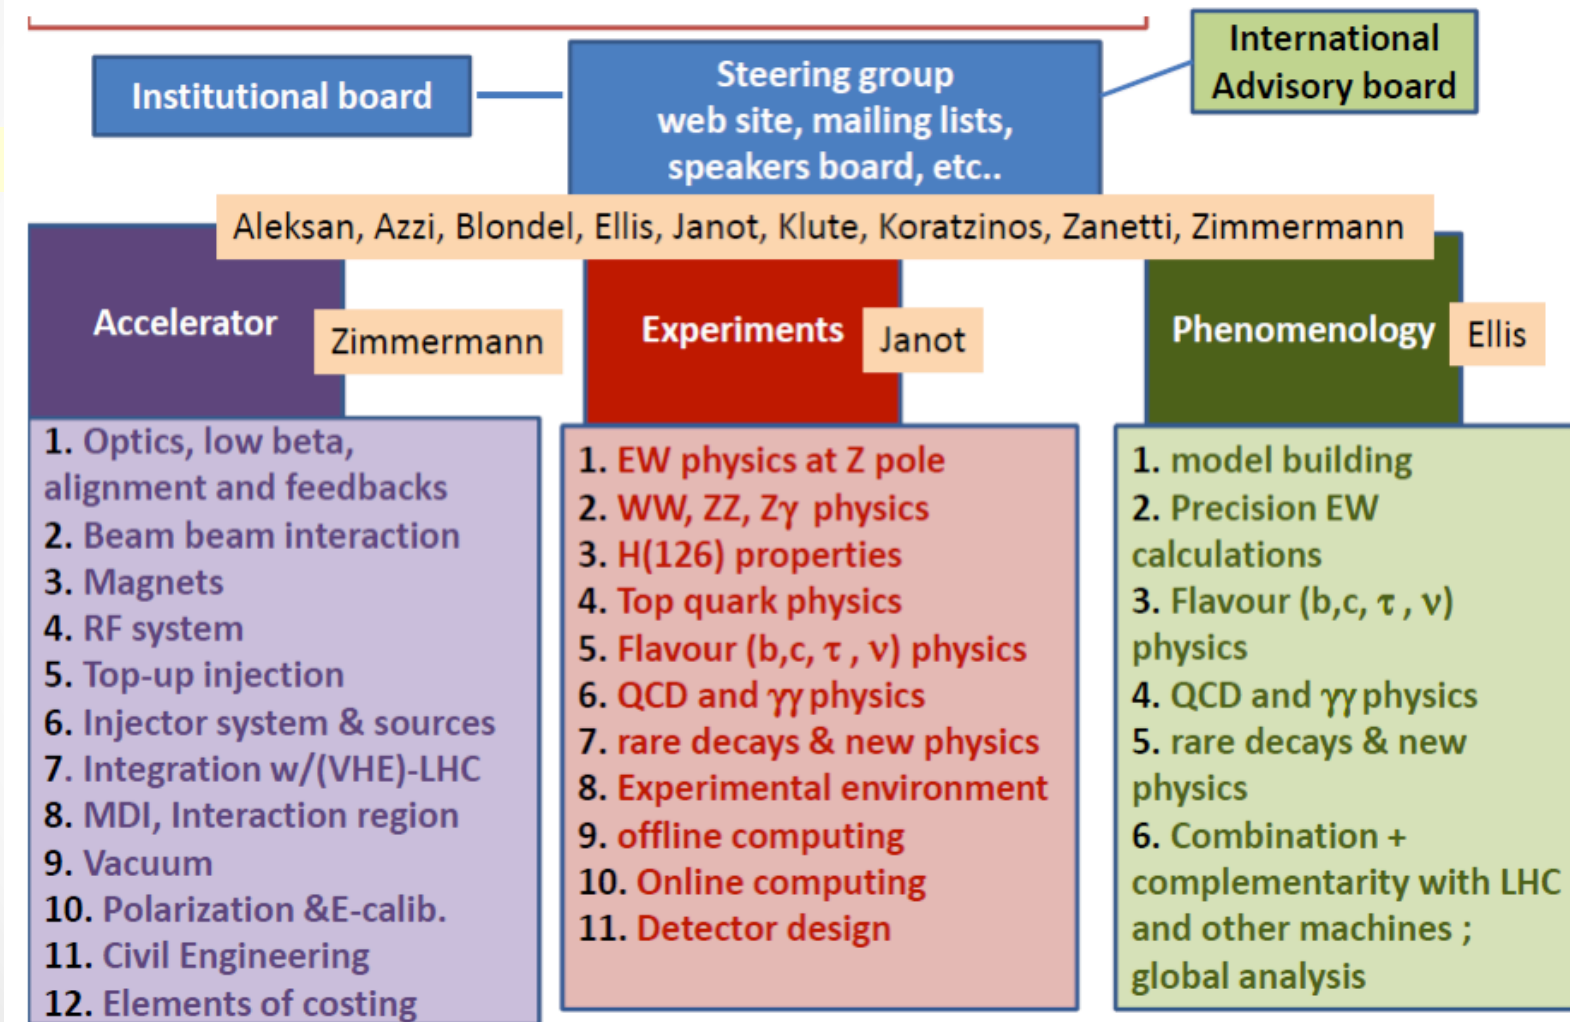 Institutional board
Steering group
web site, mailing lists,
speakers board, etc..
International
Advisory board
Aleksan, Azzi, Blondel, Ellis, Janot, Klute, Koratzinos, Zanetti, Zimmermann
Accelerator
Zimmermann
1. Optics, low beta,
alignment and feedbacks
2. Beam beam interaction
3. Magnets
4. RF system
5. Top-up injection
6. Injector system & sources
7. Integration w/(VHE)-LHC
8. MDI, Interaction region
9. Vacuum
10. Polarization &E-calib.
11. Civil Engineering
12. Elements of costing
Experiments
Janot
1. EW physics at Z pole
2. WW, ZZ, Zγ physics
3. H(126) properties
4. Top quark physics
5. Flavour (b,c, τ , ν) physics
6. QCD and γγ physics
7. rare decays & new physics
8. Experimental environment
9. offline computing
10. Online computing
11. Detector design
Phenomenology
Ellis
1. model building
2. Precision EW
calculations
3. Flavour (b,c, τ , ν)
physics
4. QCD and γγ physics
5. rare decays & new
physics
6. Combination +
complementarity with LHC
and other machines ;
global analysis